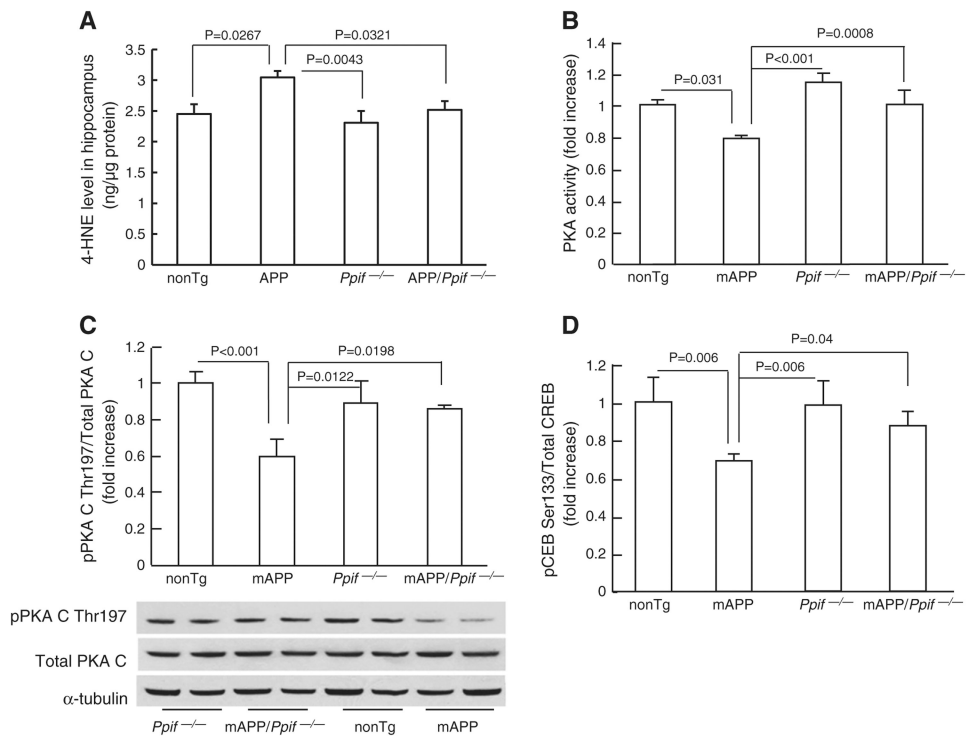 A
4-HNE level in hippocampus
(ng/μg protein)
3.5
3
2.5
2
1.5
1
0.5
0
P=0.0267
P=0.0321
P=0.0043
nonTg
APP
Ppif −/−
APP/Ppif −/−
B
PKA activity (fold increase)
1.4
1.2
1
0.8
0.6
0.4
0.2
0
P=0.0008
P<0.001
P=0.031
nonTg
mAPP
Ppif −/−
mAPP/Ppif −/−
C
pPKA C Thr197/Total PKA C
(fold increase)
1.2
1
0.8
0.6
0.4
0.2
0
P<0.001
P=0.0198
P=0.0122
nonTg
mAPP
Ppif −/−
mAPP/Ppif −/−
pPKA C Thr197
Total PKA C
α-tubulin
Ppif −/−
mAPP/Ppif −/−
nonTg
mAPP
D
pCEB Ser133/Total CREB
(fold increase)
1.2
1
0.8
0.6
0.4
0.2
0
P=0.04
P=0.006
P=0.006
nonTg
mAPP
Ppif −/−
mAPP/Ppif −/−